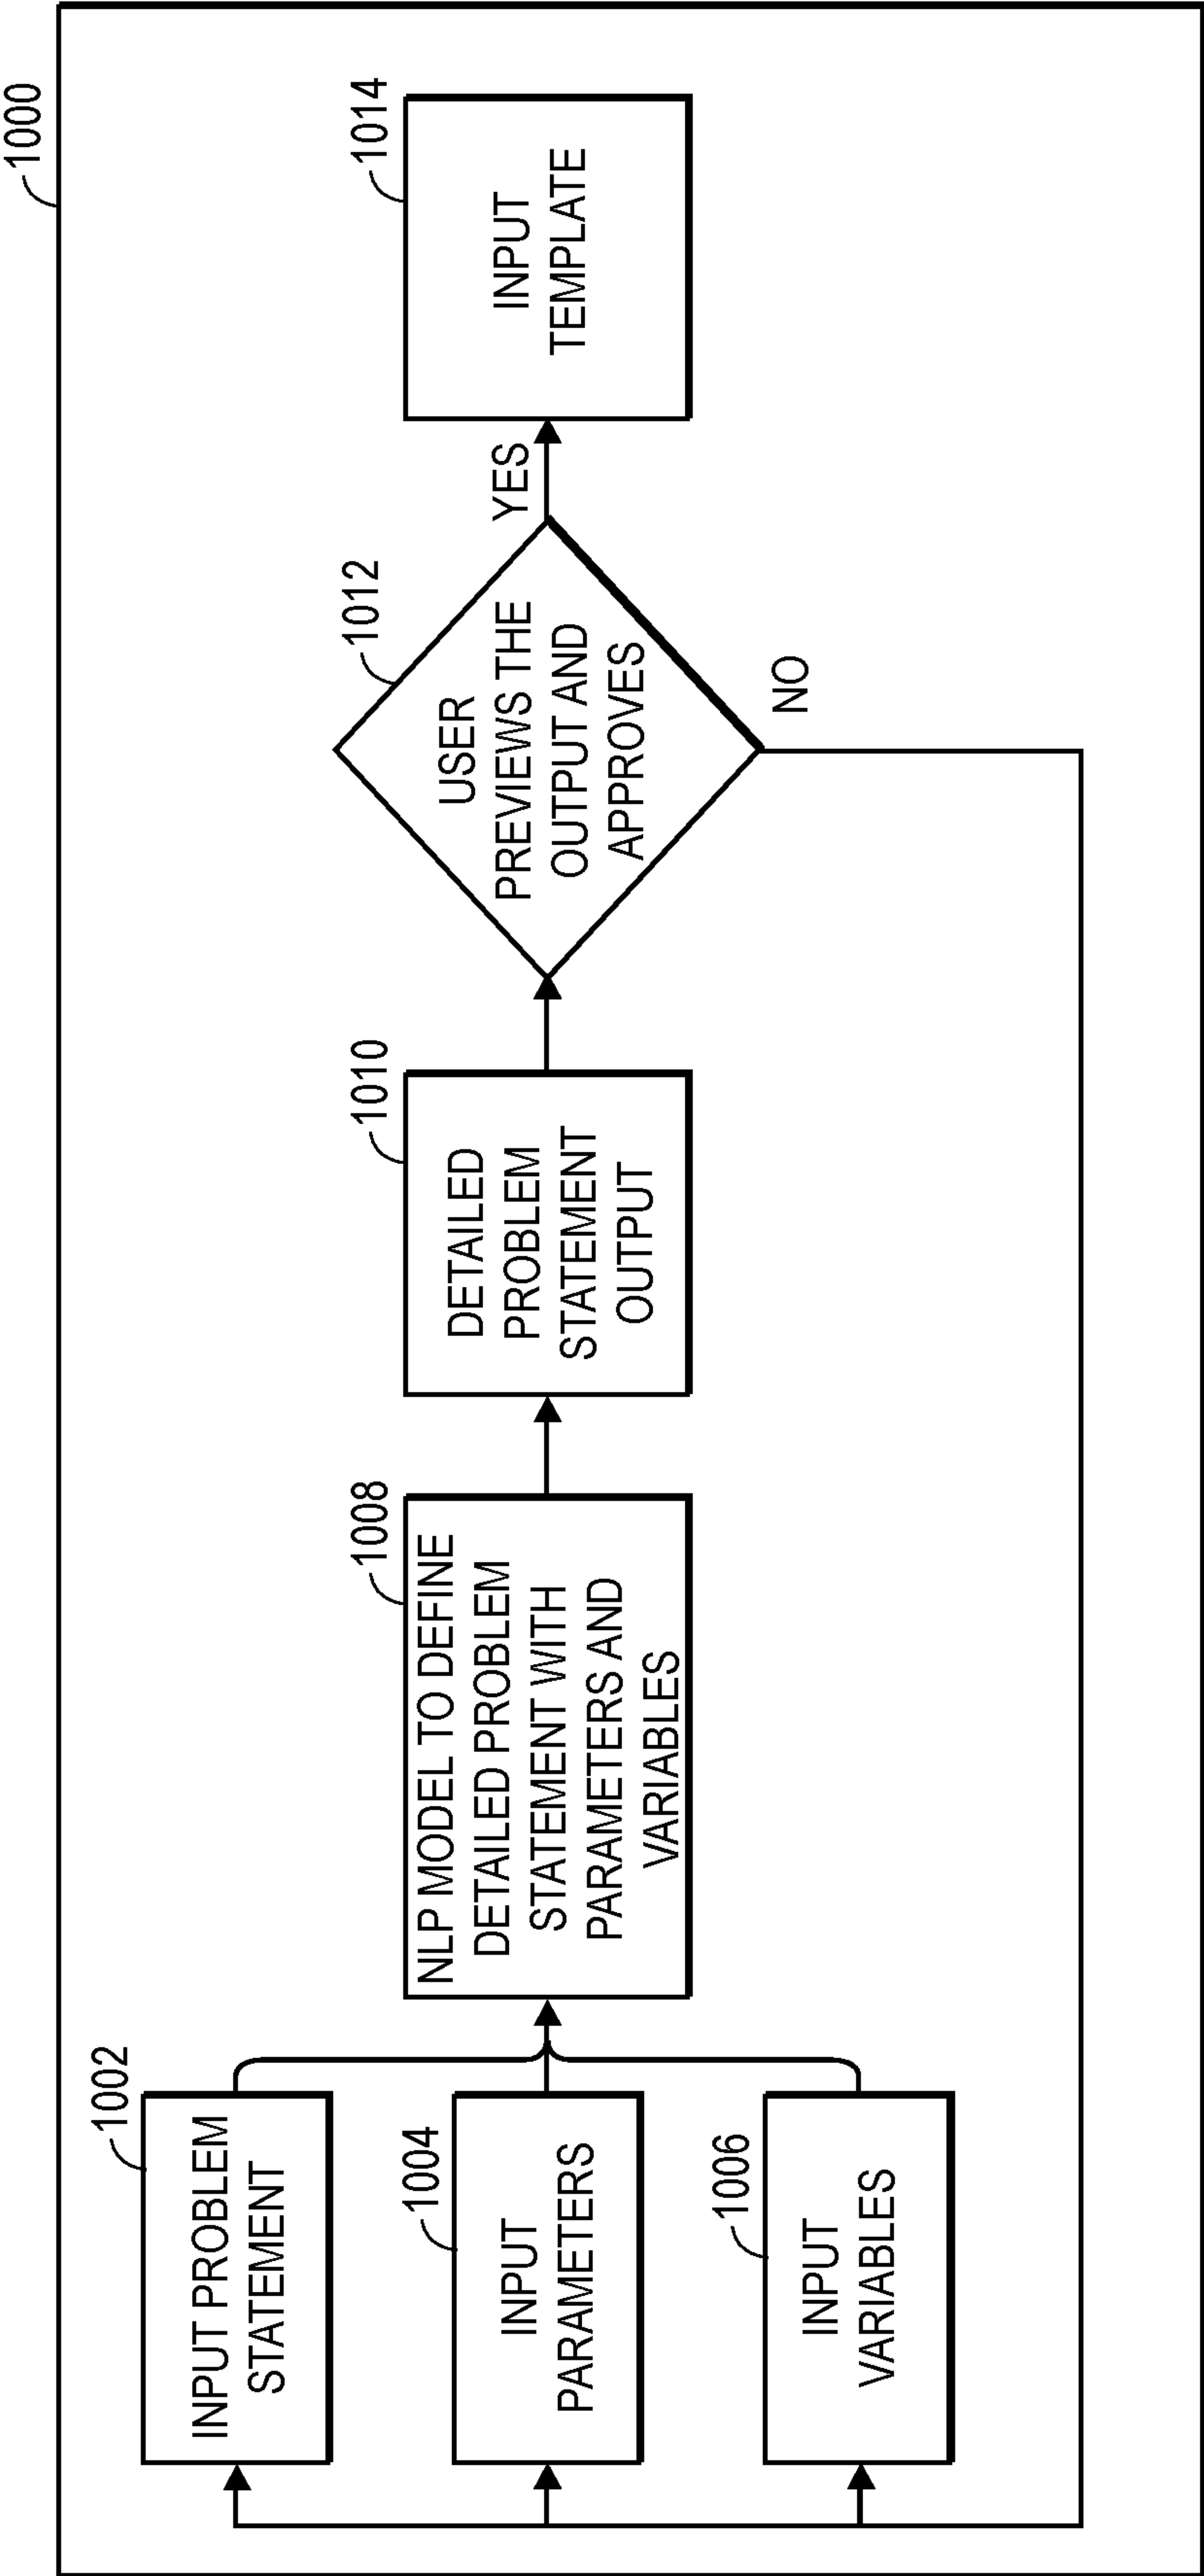 1000
1002
INPUT PROBLEM
STATEMENT
1004
INPUT
PARAMETERS
1006
INPUT
VARIABLES
1008
NLP MODEL TO DEFINE
DETAILED PROBLEM
STATEMENT WITH
PARAMETERS AND
VARIABLES
1010
DETAILED
PROBLEM
STATEMENT
OUTPUT
1012
USER
PREVIEWS THE
OUTPUT AND
APPROVES
YES
NO
1014
INPUT
TEMPLATE